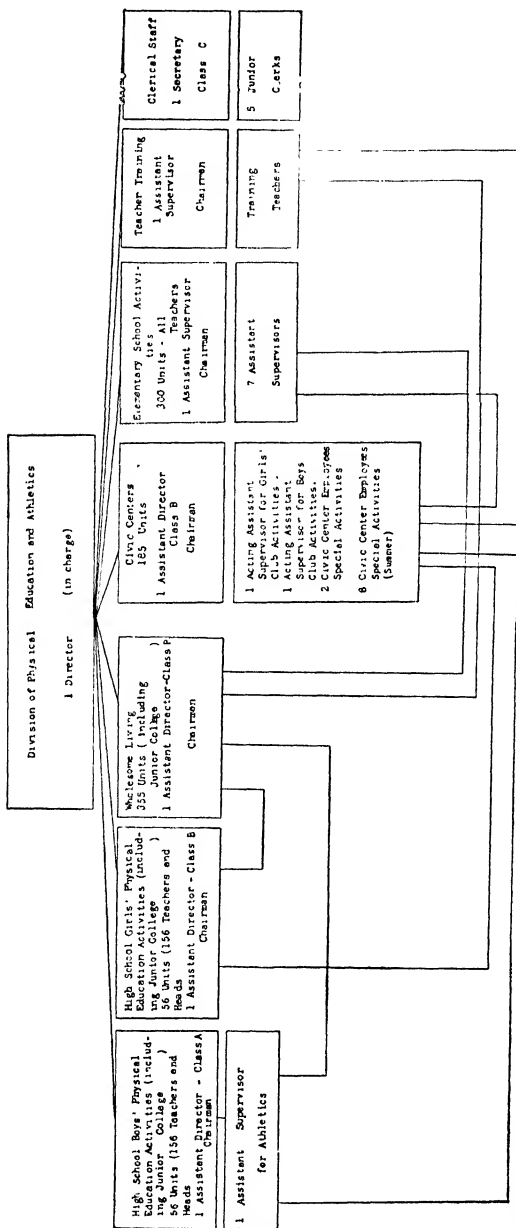 Division of Physical Education and Athletics
1 Director (in charge)
High School Boys' Physical
Education Activities (includ-
ing Junior College )
56 Units (156 Teachers and
Heads
1 Assistant Director - Class A
Chairman
1 Assistant Supervisor
for Athletics
High School Girls' Physical
Education Activities (includ-
ing Junior College )
56 Units (156 Teachers and
Heads
1 Assistant Director - Class B
Chairman
Wholesome Living
355 Units ( including
Junior College )
1 Assistant Director-Class P
Chairman
Civic Centers
185 Units
1 Assistant Director
Class B
Chairman
1 Acting Assistant
Supervisor for Girls'
Club Activities -
1 Acting Assistant
Supervisor for Boys
Club Activities.
2 Civic Center Employees
Special Activities
8 Civic Center Employees
Special Activities
(Summer)
Elementary School Activi-
ties
300 Units - All
Teachers
1 Assistant Supervisor
Chairman
7 Assistant
Supervisors
Teacher Training
1 Assistant
Supervisor
Chairman
Training
Teachers
Clerical Staff
1 Secretary
Class C
5 Junior
Clerks